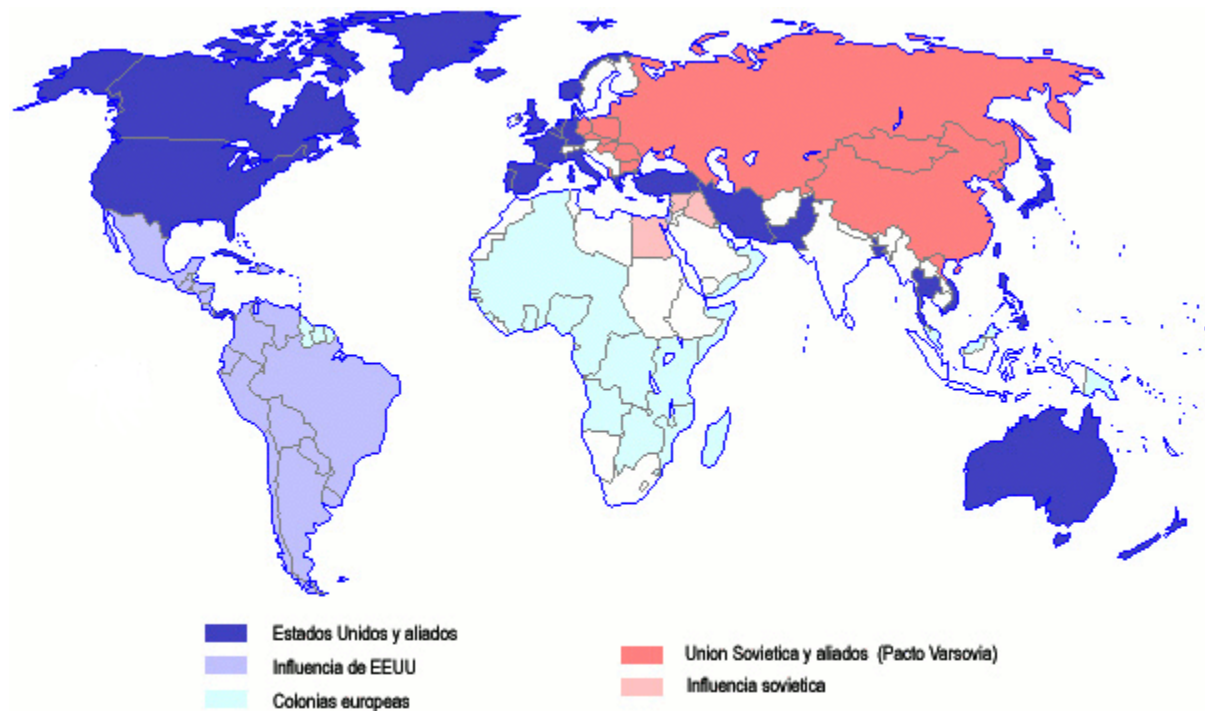 Estados Unidos y aliados
Influencia de EEUU
Colonias europeas
Union Sovietica y aliados (Pacto Varsovia)
Influencia sovietica